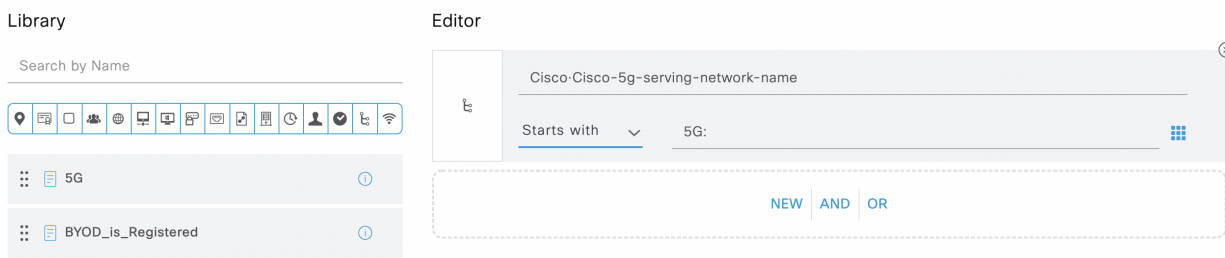 Library
Search by Name
5G
BYOD_is_Registered
Editor
Cisco·Cisco-5g-serving-network-name
Starts with
5G:
NEW AND OR